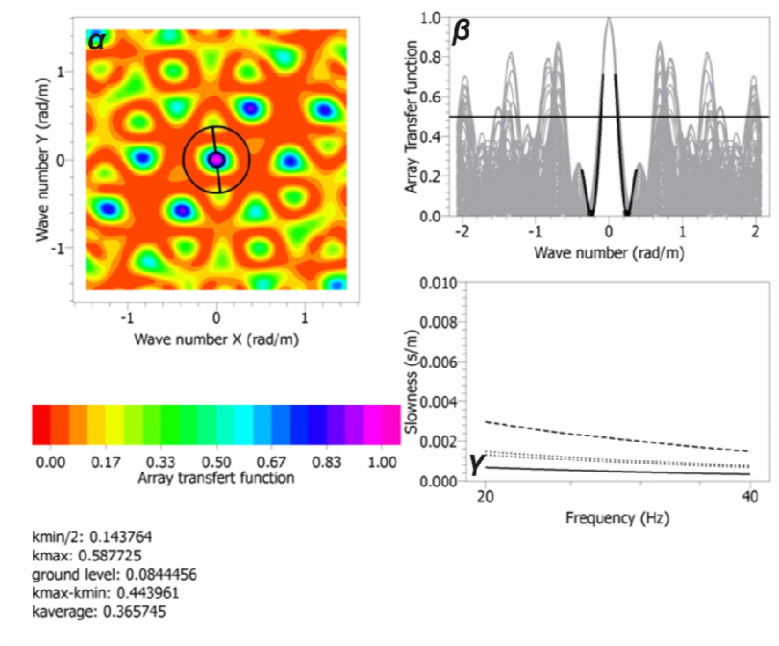 α
Wave number Y (rad/m)
1
0
-1
-1
0
1
Wave number X (rad/m)
β
Array Transfer function
1.0
0.8
0.6
0.4
0.2
0.0
-2
-1
0
1
2
Wave number (rad/m)
0.00
0.17
0.33
0.50
0.67
0.83
1.00
Array transfert function
γ
Slowness (s/m)
0.010
0.008
0.006
0.004
0.002
0.000
20
40
Frequency (Hz)
kmin/2: 0.143764
kmax: 0.587725
ground level: 0.0844456
kmax-kmin: 0.443961
kaverage: 0.365745